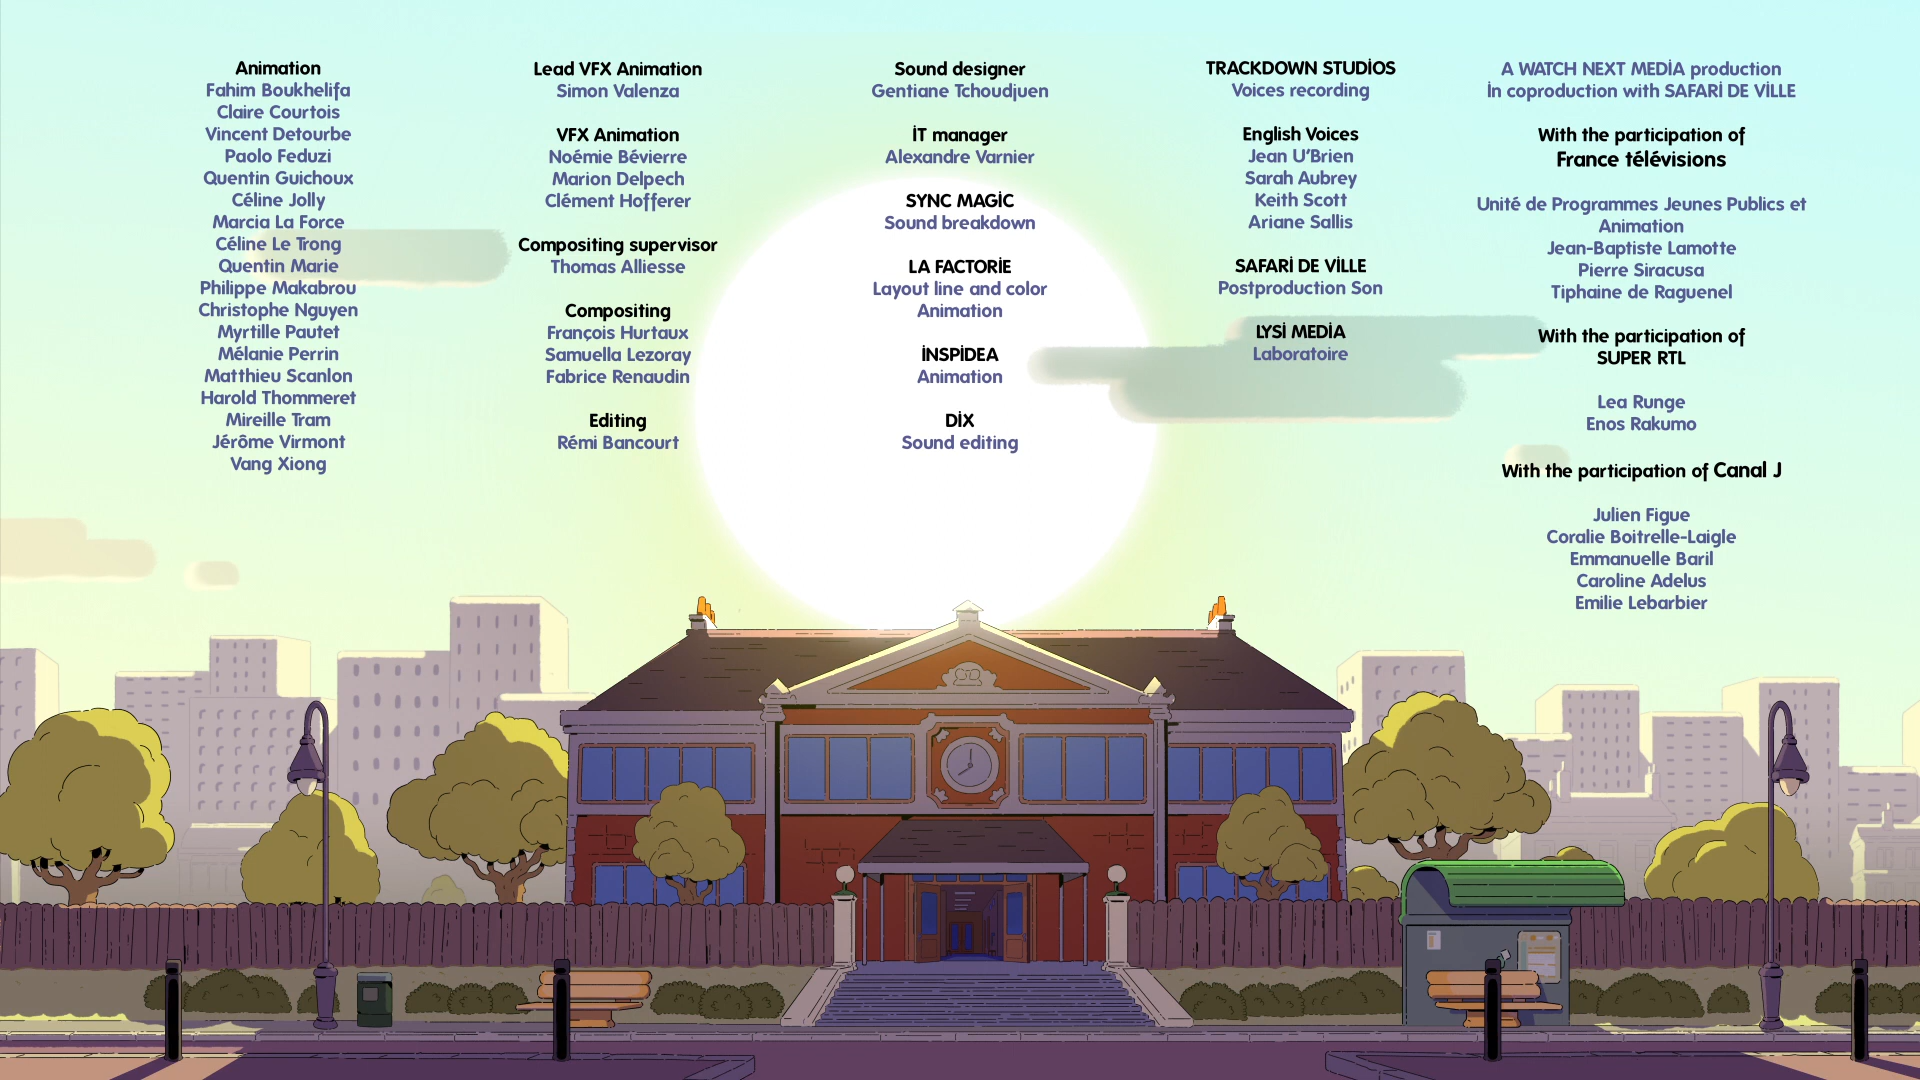 Animation
Fahim Boukhelifa
Claire Courtois
Vincent Detourbe
Paolo Feduzi
Quentin Guichoux
Céline Jolly
Marcia La Force
Céline Le Trong
Quentin Marie
Philippe Makabrou
Christophe Nguyen
Myrtille Pautet
Mélanie Perrin
Matthieu Scanlon
Harold Thommeret
Mireille Tram
Jérôme Virmont
Vang Xiong
Lead VFX Animation
Simon Valenza
VFX Animation
Noémie Bévierre
Marion Delpech
Clément Hofferer
Compositing supervisor
Thomas Alliesse
Compositing
François Hurtaux
Samuella Lezoray
Fabrice Renaudin
Editing
Rémi Bancourt
Sound designer
Gentiane Tchoudjuen
İT manager
Alexandre Varnier
SYNC MAGİC
Sound breakdown
LA FACTORİE
Layout line and color
Animation
İNSPİDEA
Animation
DİX
Sound editing
TRACKDOWN STUDİOS
Voices recording
English Voices
Jean U'Brien
Sarah Aubrey
Keith Scott
Ariane Sallis
SAFARİ DE VİLLE
Postproduction Son
LYSİ MEDİA
Laboratoire
A WATCH NEXT MEDİA production
İn coproduction with SAFARİ DE VİLLE
With the participation of
France télévisions
Unité de Programmes Jeunes Publics et
Animation
Jean-Baptiste Lamotte
Pierre Siracusa
Tiphaine de Raguenel
With the participation of
SUPER RTL
Lea Runge
Enos Rakumo
With the participation of Canal J
Julien Figue
Coralie Boitrelle-Laigle
Emmanuelle Baril
Caroline Adelus
Emilie Lebarbier